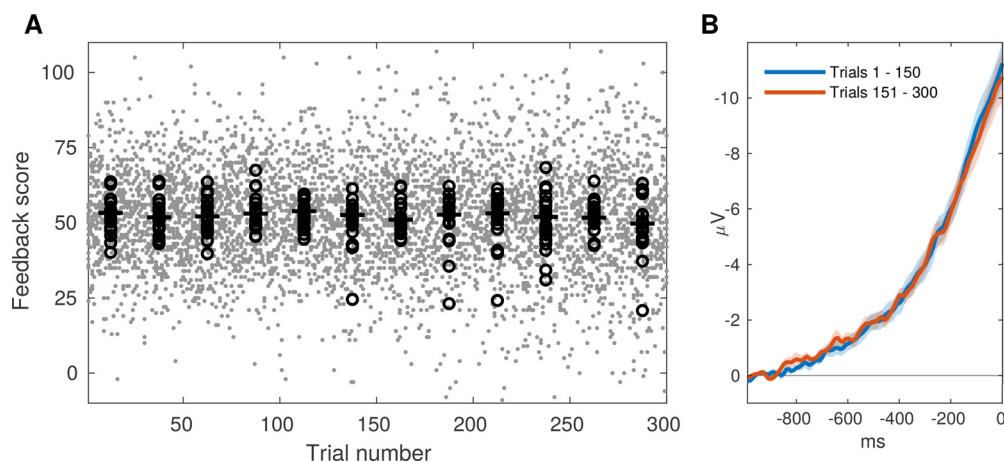 A
B
100
75
50
25
0
Feedback score
50
100
150
200
250
300
Trial number
Trials 1 - 150
Trials 151 - 300
-10
-8
-6
-4
-2
0
μV
-800
-600
-400
-200
0
ms